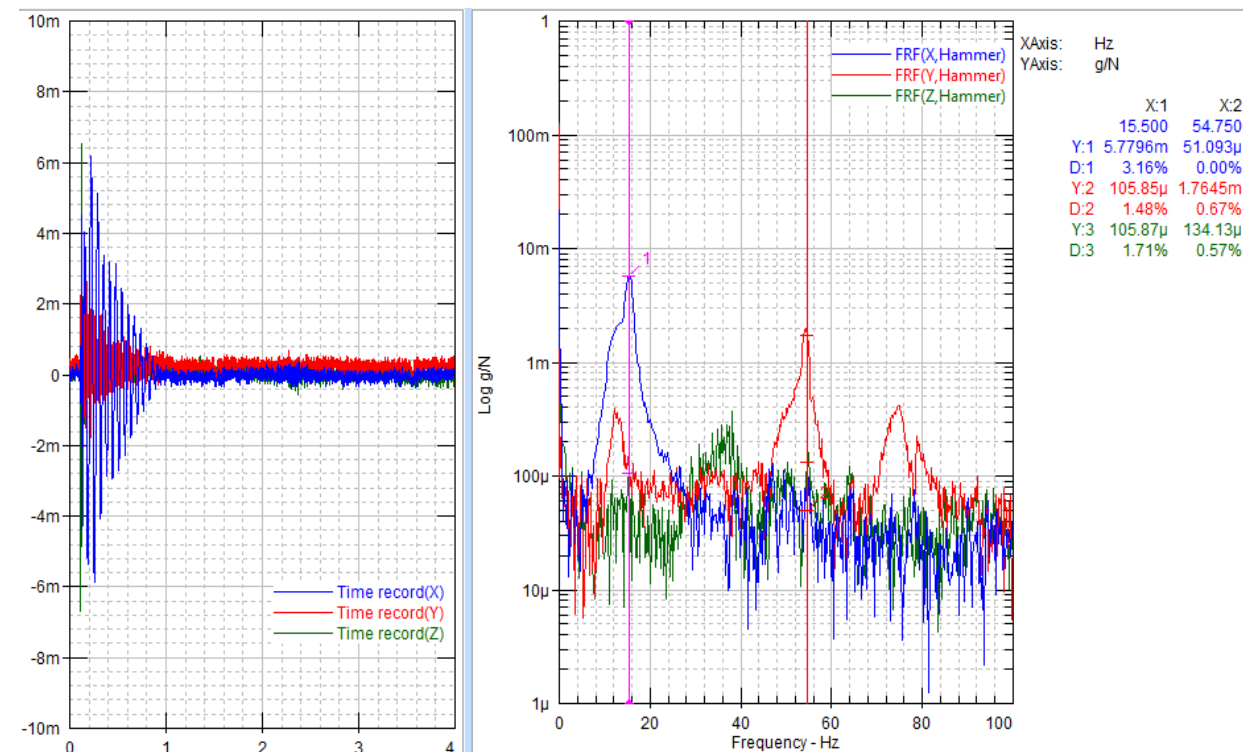 10m
8m
6m
4m
2m
0
-2m
-4m
-6m
-8m
-10m
0
1
2
3
4
Time record(X)
Time record(Y)
Time record(Z)
1
100m
10m
1m
100µ
10µ
1µ
Log g/N
0
20
40
60
80
100
Frequency - Hz
1
FRF(X,Hammer)
FRF(Y,Hammer)
FRF(Z,Hammer)
XAxis: Hz
YAxis: g/N
X:1 X:2
15.500 54.750
Y:1 5.7796m 51.093µ
D:1 3.16% 0.00%
Y:2 105.85µ 1.7645m
D:2 1.48% 0.67%
Y:3 105.87µ 134.13µ
D:3 1.71% 0.57%